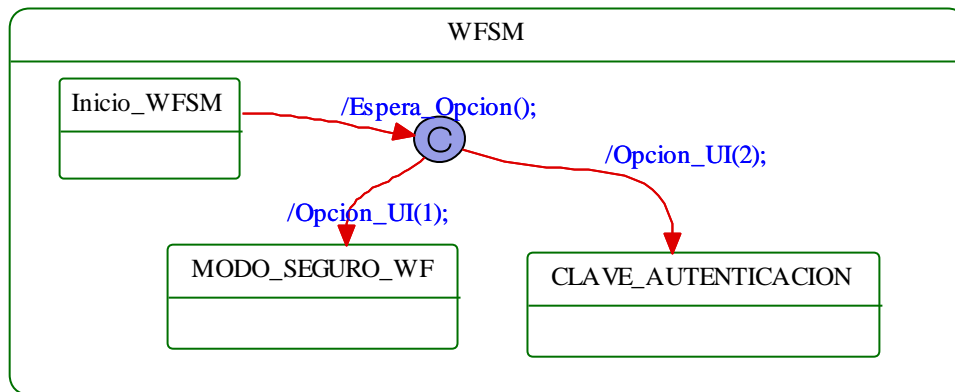 WFSM
Inicio_WFSM
/Espera_Opcion();
C
/Opcion_UI(2);
/Opcion_UI(1);
MODO_SEGURO_WF
CLAVE_AUTENTICACION